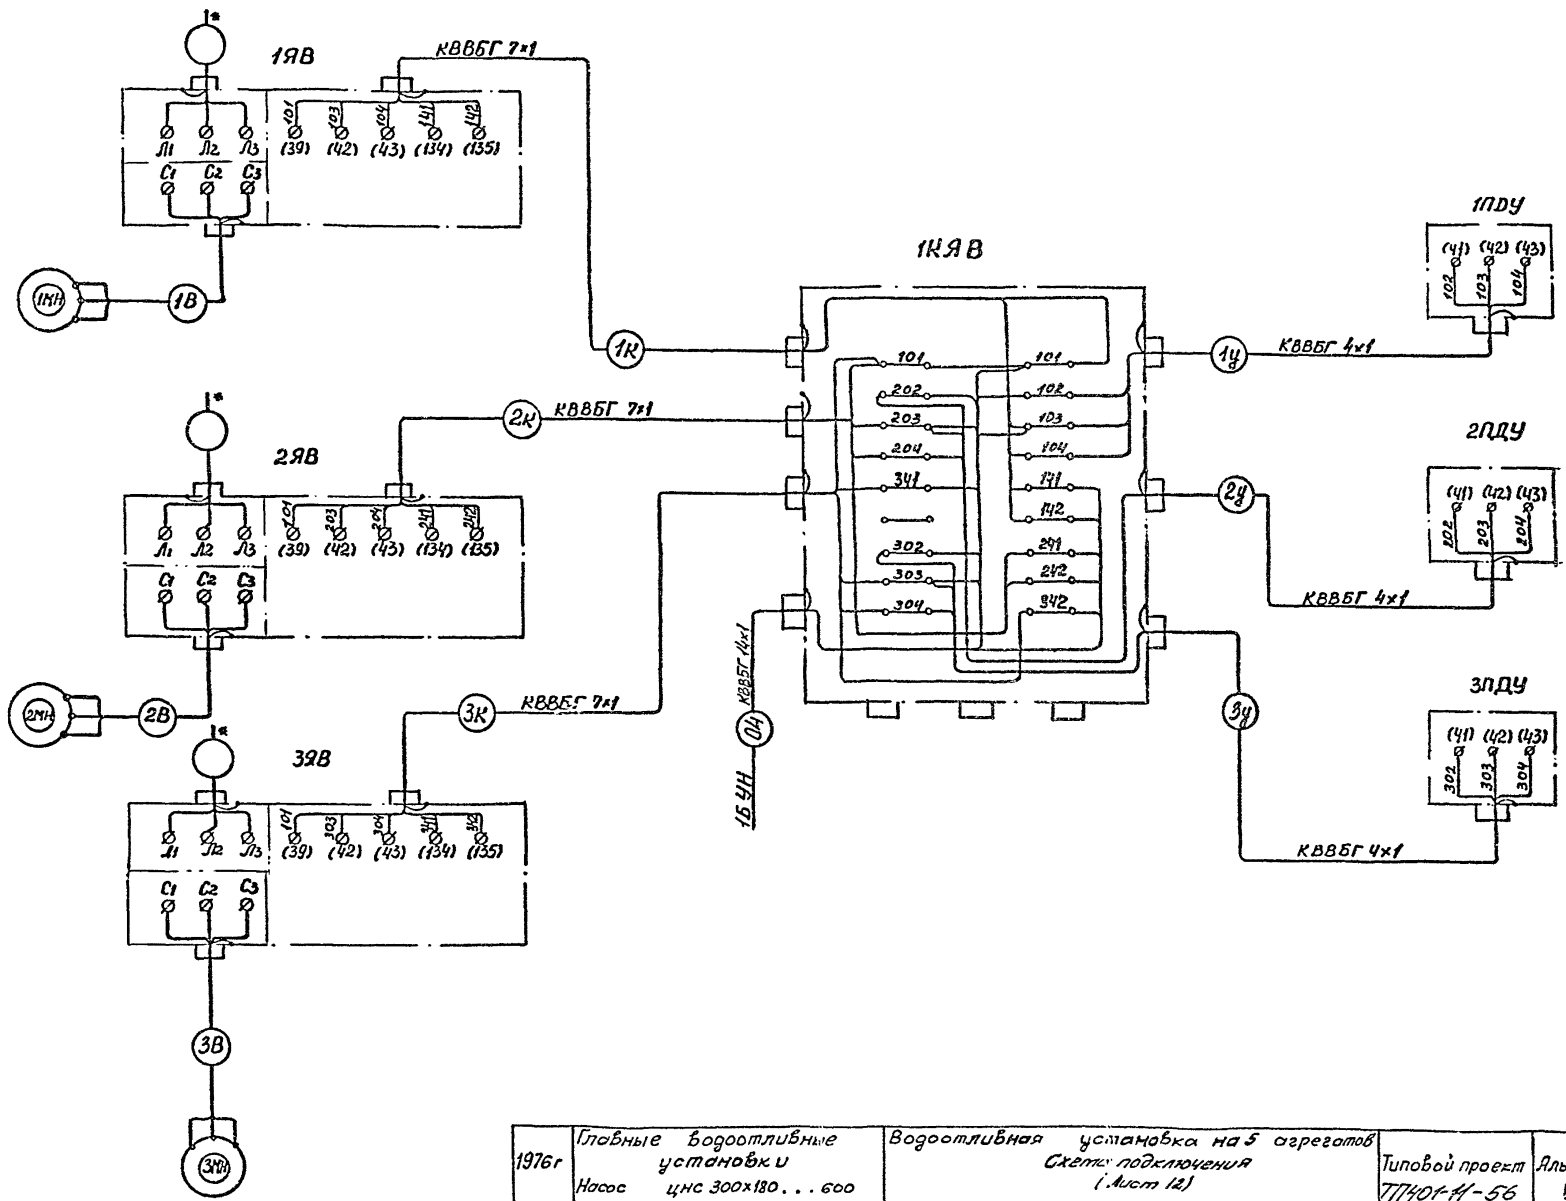 *
1ЯВ
КВВБГ 7×1
101 103 104 141 142
Л1 Л2 Л3 (39) (42) (43) (134) (135)
С1 С2 С3
1МН
1В
1К
1КЯВ
1ПДУ
(41) (42) (43)
102 103 104
1У
КВВБГ 4×1
101 101
202 102
203 103
204 104
341 141
142
302 241
303 242
304 342
*
2ЯВ
2К
КВВБГ 7×1
101 203 204 241 242
Л1 Л2 Л3 (39) (42) (43) (134) (135)
С1 С2 С3
2МН
2В
2ПДУ
(41) (42) (43)
202 203 204
2У
КВВБГ 4×1
*
3ЯВ
3К
КВВБГ 7×1
101 303 304 341 342
Л1 Л2 Л3 (39) (42) (43) (134) (135)
С1 С2 С3
3В
3МН
КВВБГ 14×1
1БУН
3ПДУ
(41) (42) (43)
302 303 304
3У
КВВБГ 4×1
1976г
Главные водоотливные
установки
Насос ЦНС 300×180...600
Водоотливная установка на 5 агрегатов
Схема подключения
(Лист 12)
Типовой проект
ТП401-11-56
Аль